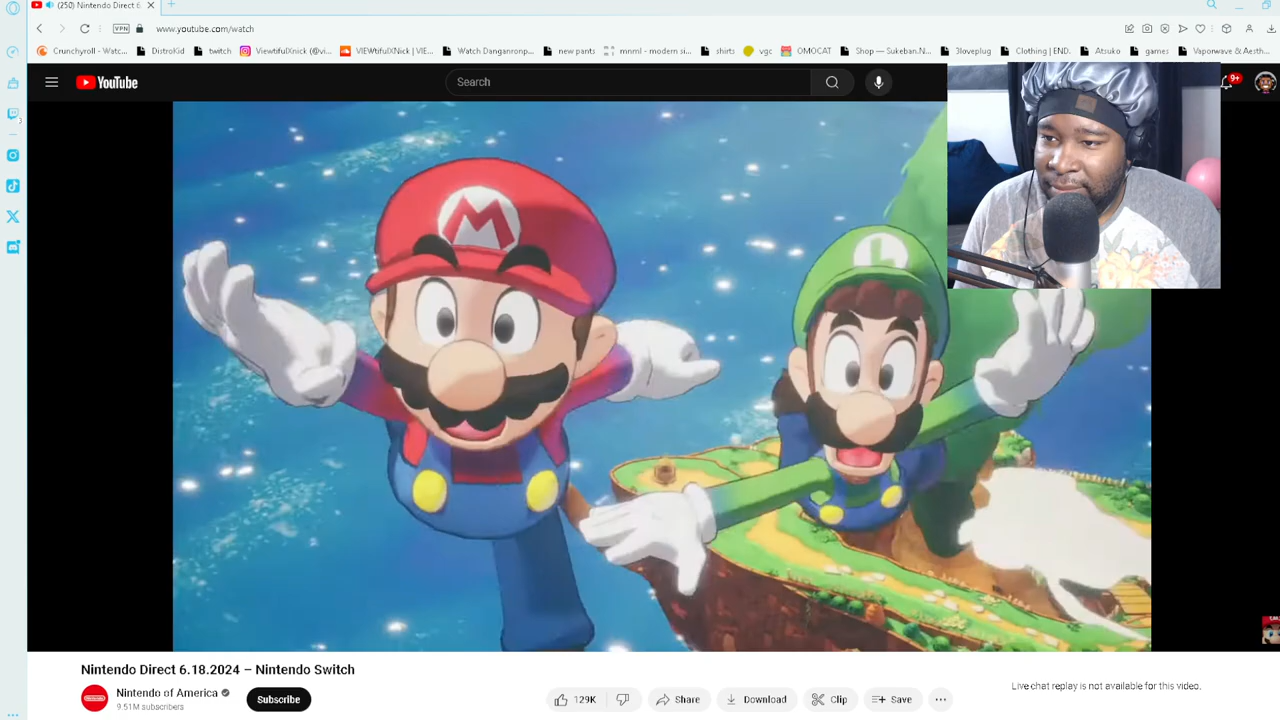 (250) Nintendo Direct 6.
VPN
www.youtube.com/watch
Crunchyroll - Watc...
DistroKid
twitch
ViewtifulXnick (@vi...
VIEWtifulXNick | VIE...
Watch Danganronp...
new pants
mnml - modern si...
shirts
vgc
OMOCAT
Shop — Sukeban.N...
3loveplug
Clothing | END.
Atsuko
games
Vaporwave & Aesth...
YouTube
Search
9+
3
M
L
Nintendo Direct 6.18.2024 – Nintendo Switch
Nintendo of America
9.51M subscribers
Subscribe
129K
Share
Download
Clip
Save
Live chat replay is not available for this video.